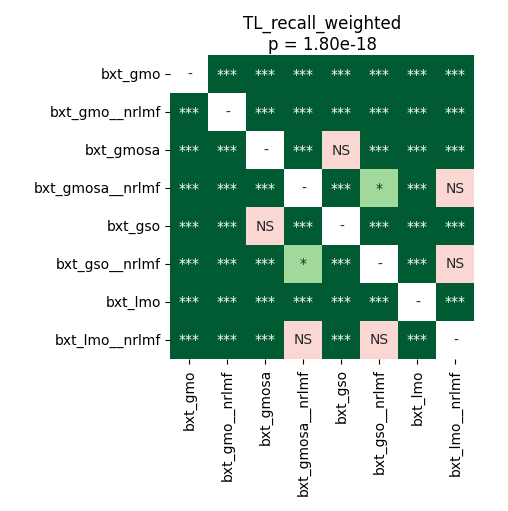 TL_recall_weighted
p = 1.80e-18
bxt_gmo - *** *** *** *** *** *** ***
bxt_gmo__nrlmf *** - *** *** *** *** *** ***
bxt_gmosa *** *** - *** NS *** *** ***
bxt_gmosa__nrlmf *** *** *** - *** * *** NS
bxt_gso *** *** NS *** - *** *** ***
bxt_gso__nrlmf *** *** *** * *** - *** NS
bxt_lmo *** *** *** *** *** *** - ***
bxt_lmo__nrlmf *** *** *** NS *** NS *** -
bxt_gmo
bxt_gmo__nrlmf
bxt_gmosa
bxt_gmosa__nrlmf
bxt_gso
bxt_gso__nrlmf
bxt_lmo
bxt_lmo__nrlmf